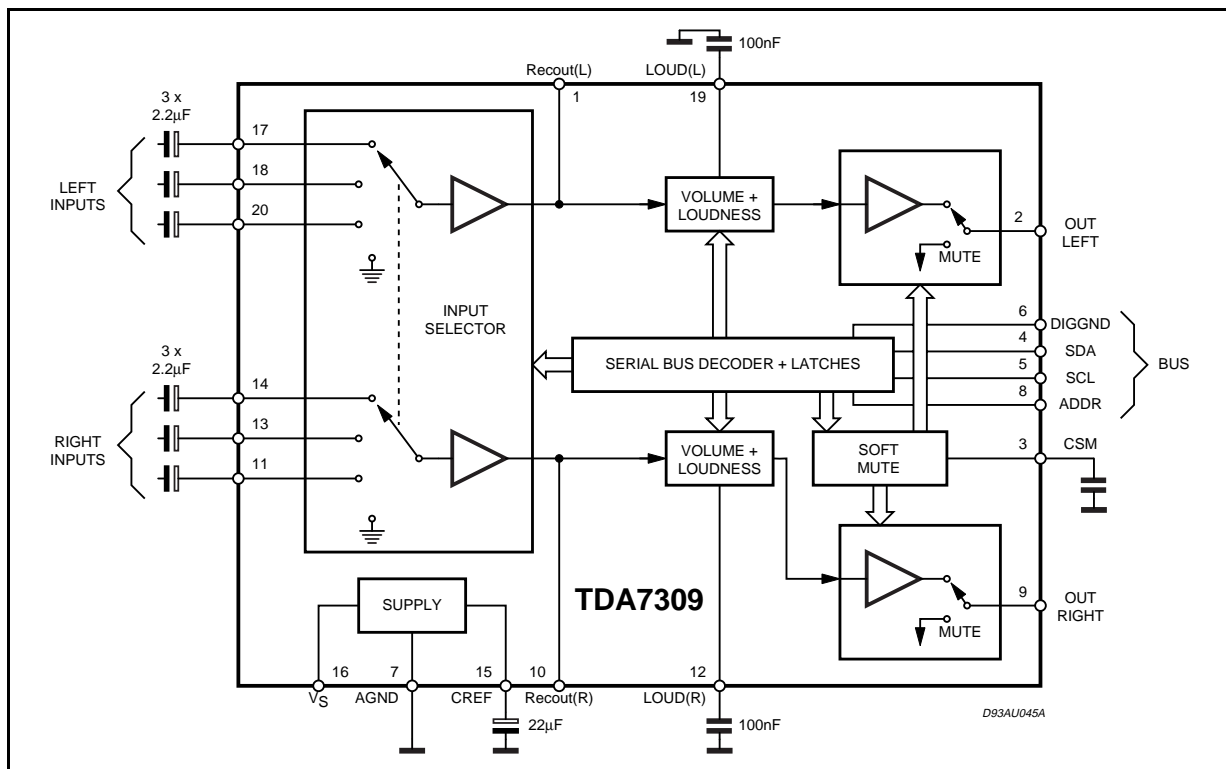 100nF
Recout(L)
LOUD(L)
1
19
3 x
2.2µF
17
18
20
LEFT
INPUTS
INPUT
SELECTOR
VOLUME +
LOUDNESS
MUTE
2
OUT
LEFT
SERIAL BUS DECODER + LATCHES
6
DIGGND
4
SDA
5
SCL
8
ADDR
BUS
3 x
2.2µF
14
13
11
RIGHT
INPUTS
VOLUME +
LOUDNESS
SOFT
MUTE
3
CSM
SUPPLY
TDA7309
MUTE
9
OUT
RIGHT
16
7
15
10
12
VS
AGND
CREF
Recout(R)
LOUD(R)
22µF
100nF
D93AU045A